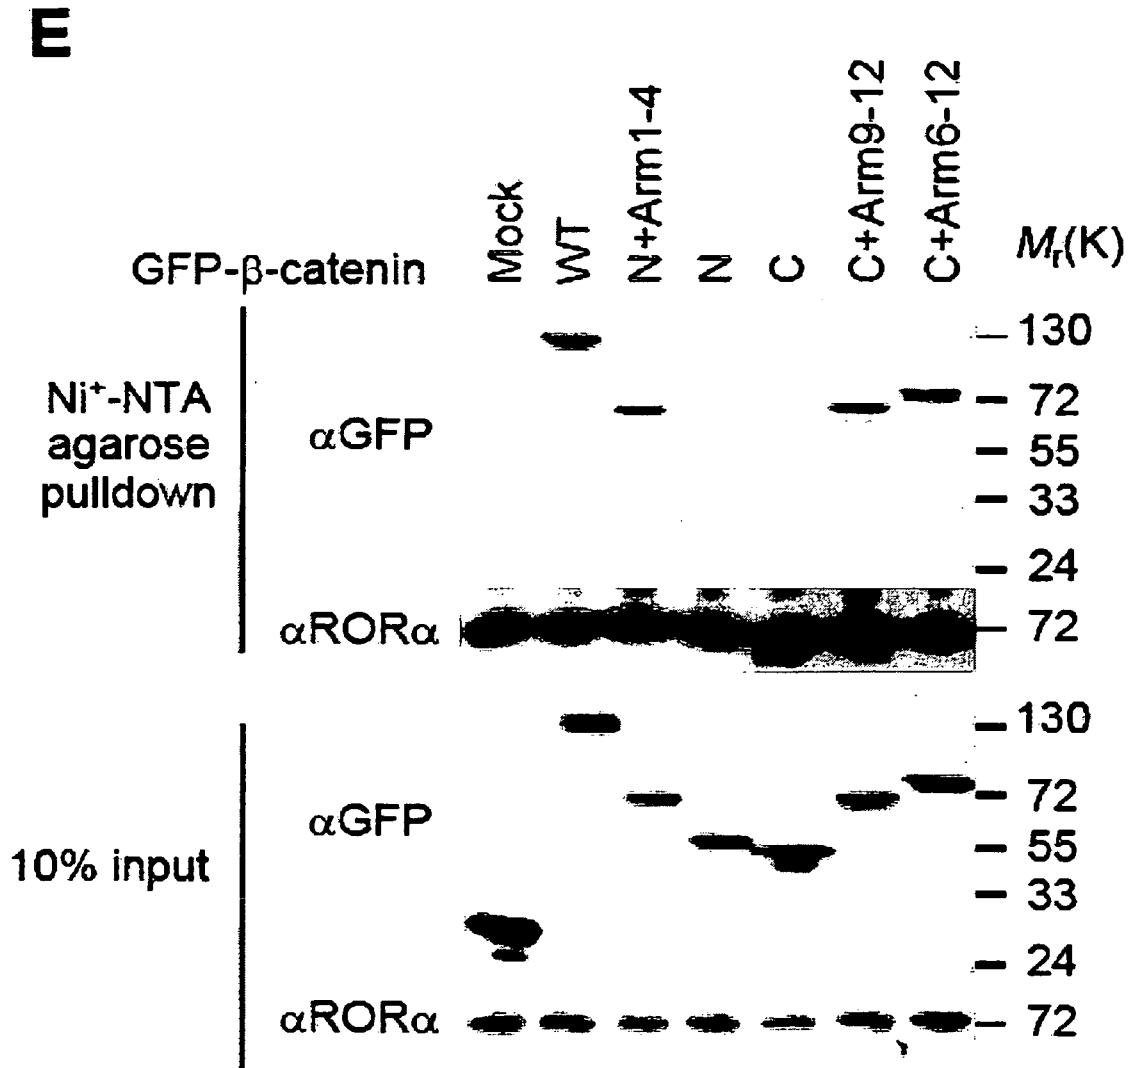 E
GFP-β-catenin
Mock
WT
N+Arm1-4
N
C
C+Arm9-12
C+Arm6-12
Mr(K)
Ni+-NTA
agarose
pulldown
αGFP
130
72
55
33
24
αRORα
72
10% input
αGFP
130
72
55
33
24
αRORα
72